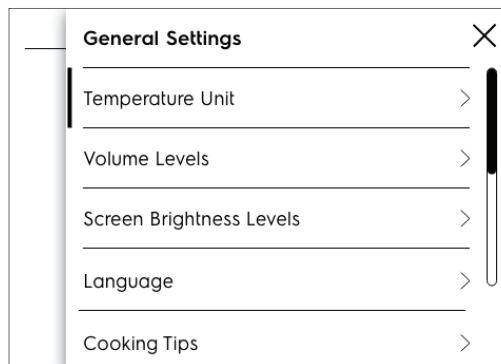 General Settings
Temperature Unit
Volume Levels
Screen Brightness Levels
Language
Cooking Tips